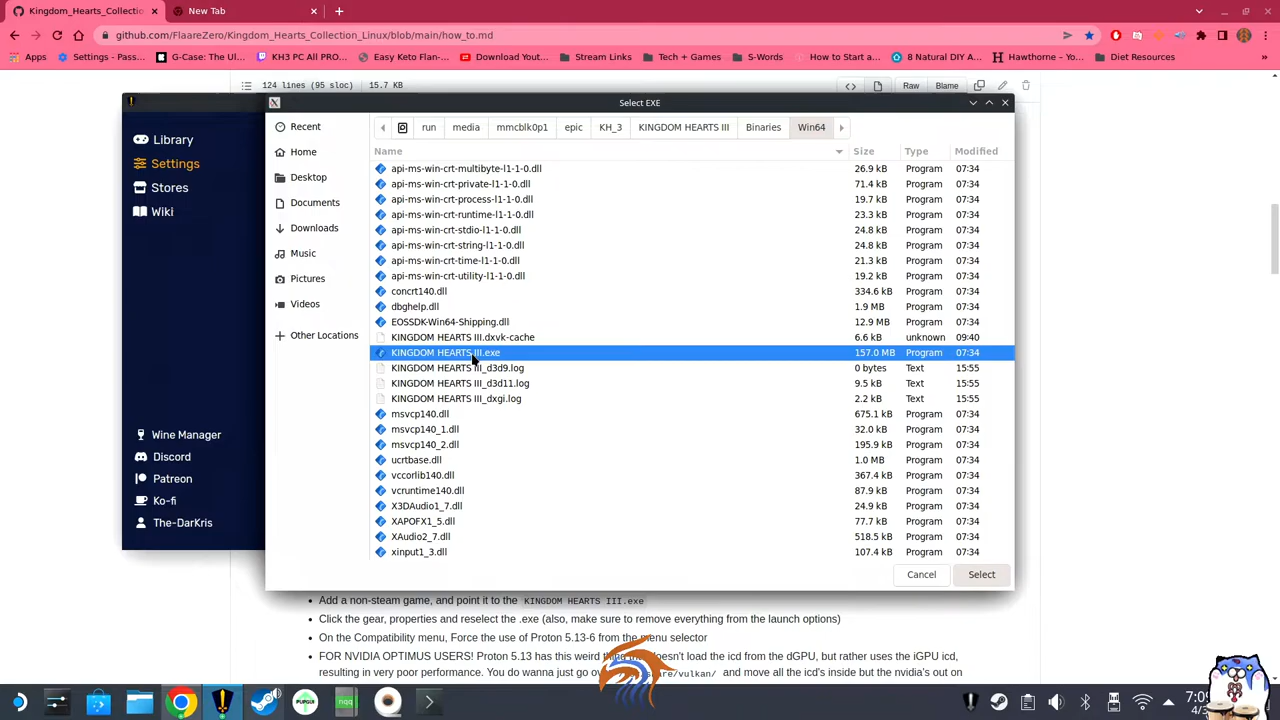 Kingdom_Hearts_Collectio
New Tab
github.com/FlaareZero/Kingdom_Hearts_Collection_Linux/blob/main/how_to.md
Apps
Settings - Pass...
G-Case: The Ul...
KH3 PC ALL PRO...
Easy Keto Flan-...
Download Yout...
Stream Links
Tech + Games
S-Words
How to Start a...
8 Natural DIY A...
Hawthorne – Yo...
Diet Resources
»
124 lines (95 sloc)
15.7 KB
Raw
Blame
Library
Settings
Stores
Wiki
Wine Manager
Discord
Patreon
Ko-fi
The-DarKris
Select EXE
Recent
Home
Desktop
Documents
Downloads
Music
Pictures
Videos
Other Locations
run
media
mmcblk0p1
epic
KH_3
KINGDOM HEARTS III
Binaries
Win64
Name Size Type Modified
api-ms-win-crt-multibyte-l1-1-0.dll 26.9 kB Program 07:34
api-ms-win-crt-private-l1-1-0.dll 71.4 kB Program 07:34
api-ms-win-crt-process-l1-1-0.dll 19.7 kB Program 07:34
api-ms-win-crt-runtime-l1-1-0.dll 23.3 kB Program 07:34
api-ms-win-crt-stdio-l1-1-0.dll 24.8 kB Program 07:34
api-ms-win-crt-string-l1-1-0.dll 24.8 kB Program 07:34
api-ms-win-crt-time-l1-1-0.dll 21.3 kB Program 07:34
api-ms-win-crt-utility-l1-1-0.dll 19.2 kB Program 07:34
concrt140.dll 334.6 kB Program 07:34
dbghelp.dll 1.9 MB Program 07:34
EOSSDK-Win64-Shipping.dll 12.9 MB Program 07:34
KINGDOM HEARTS III.dxvk-cache 6.6 kB unknown 09:40
KINGDOM HEARTS III.exe 157.0 MB Program 07:34
KINGDOM HEARTS III_d3d9.log 0 bytes Text 15:55
KINGDOM HEARTS III_d3d11.log 9.5 kB Text 15:55
KINGDOM HEARTS III_dxgi.log 2.2 kB Text 15:55
msvcp140.dll 675.1 kB Program 07:34
msvcp140_1.dll 32.0 kB Program 07:34
msvcp140_2.dll 195.9 kB Program 07:34
ucrtbase.dll 1.0 MB Program 07:34
vccorlib140.dll 367.4 kB Program 07:34
vcruntime140.dll 87.9 kB Program 07:34
X3DAudio1_7.dll 24.9 kB Program 07:34
XAPOFX1_5.dll 77.7 kB Program 07:34
XAudio2_7.dll 518.5 kB Program 07:34
xinput1_3.dll 107.4 kB Program 07:34
Cancel
Select
Add a non-steam game, and point it to the KINGDOM HEARTS III.exe
Click the gear, properties and reselect the .exe (also, make sure to remove everything from the launch options)
On the Compatibility menu, Force the use of Proton 5.13-6 from the menu selector
FOR NVIDIA OPTIMUS USERS! Proton 5.13 has this weird doesn't load the icd from the dGPU, but rather uses the iGPU icd,
resulting in very poor performance. You do wanna just go /vulkan/ and move all the icd's inside but the nvidia's out on
PUPGUI
nqq
7:09